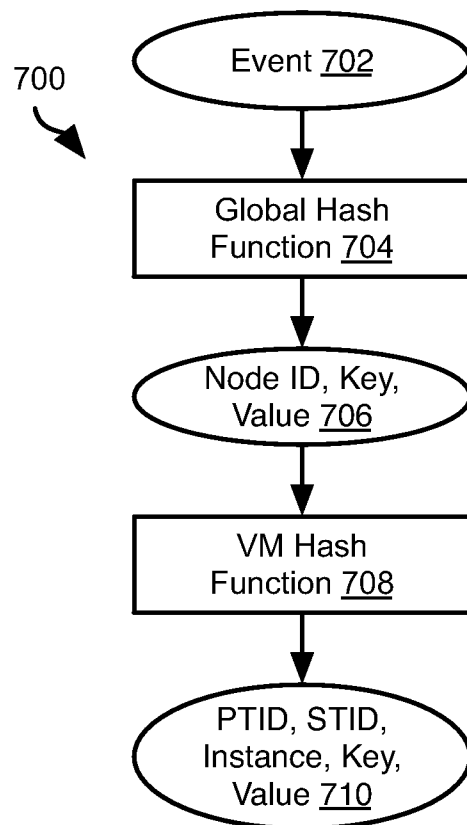 Event 702
700
Global Hash
Function 704
Node ID, Key,
Value 706
VM Hash
Function 708
PTID, STID,
Instance, Key,
Value 710